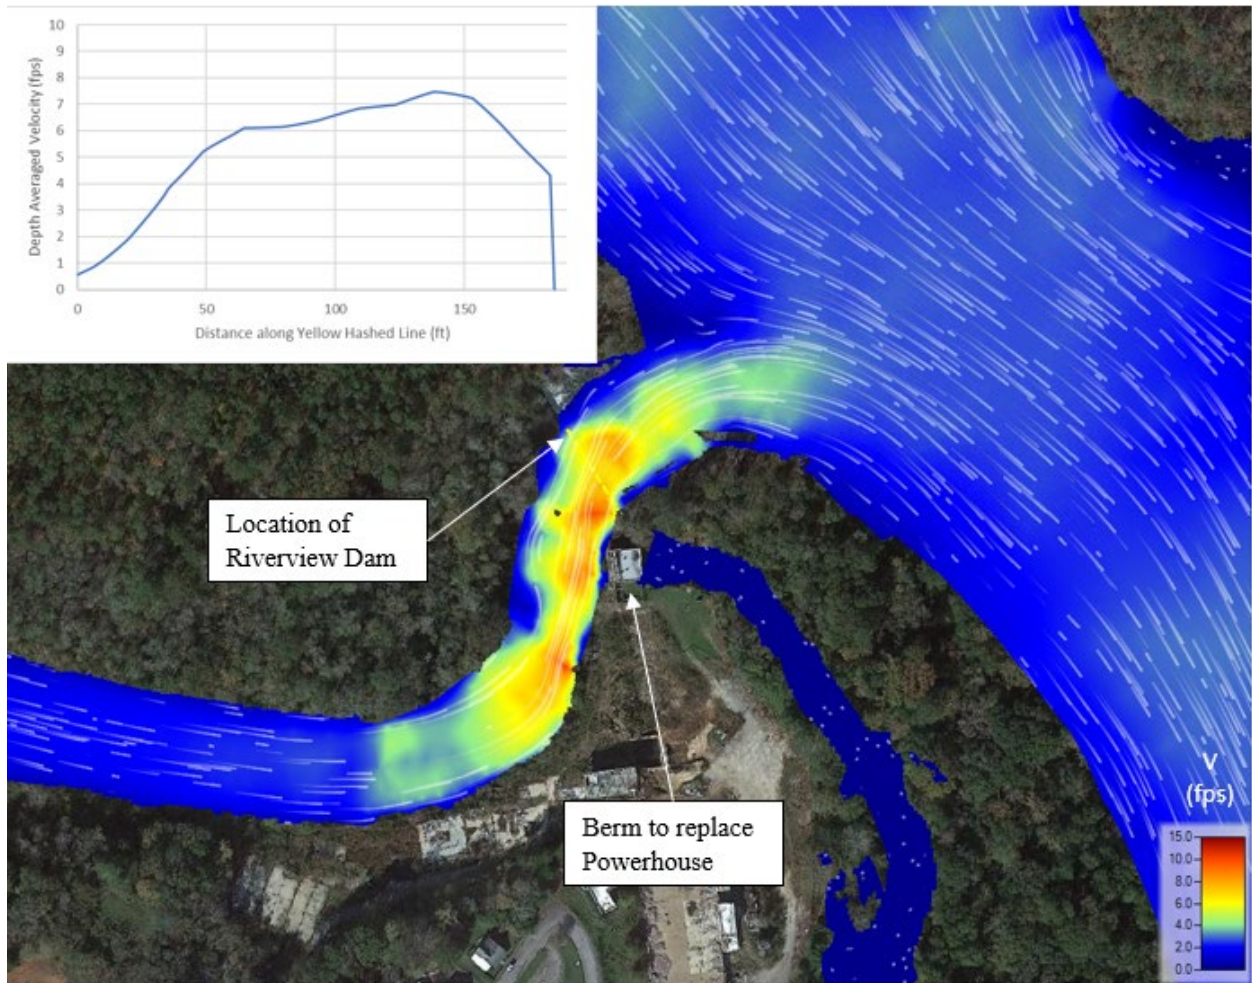 10
9
8
7
6
5
4
3
2
1
0
Depth Averaged Velocity (fps)
0 50 100 150
Distance along Yellow Hashed Line (ft)
Location of
Riverview Dam
Berm to replace
Powerhouse
V
(fps)
15.0
10.0
8.0
6.0
4.0
2.0
0.0